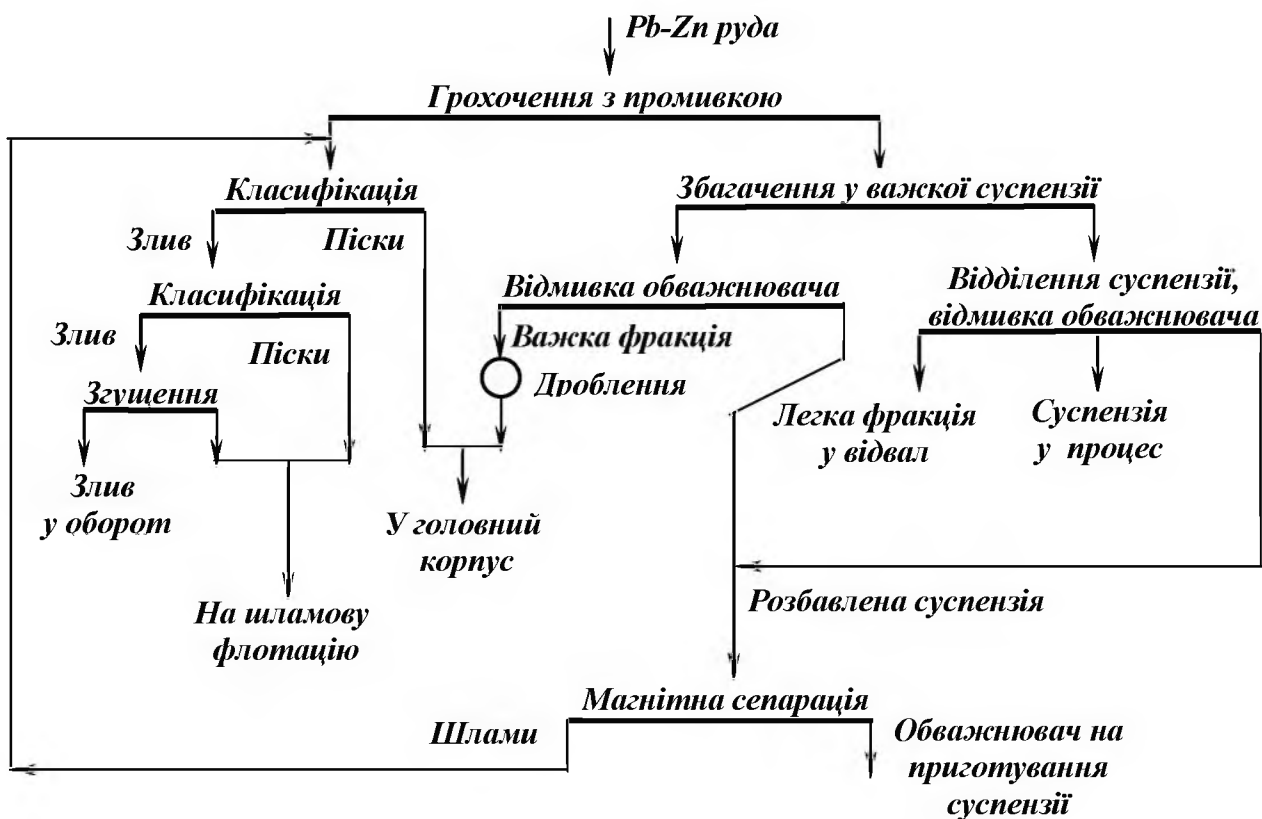 Pb-Zn руда
Грохочення з промивкою
Класифікація
Збагачення у важкої суспензії
Злив
Піски
Відмивка обважнювача
Відділення суспензії,
відмивка обважнювача
Класифікація
Злив
Піски
Важка фракція
Дроблення
Згущення
Легка фракція
у відвал
Суспензія
у процес
Злив
у оборот
У головний
корпус
На шламову
флотацію
Розбавлена суспензія
Магнітна сепарація
Шлами
Обважнювач на
приготування
суспензії